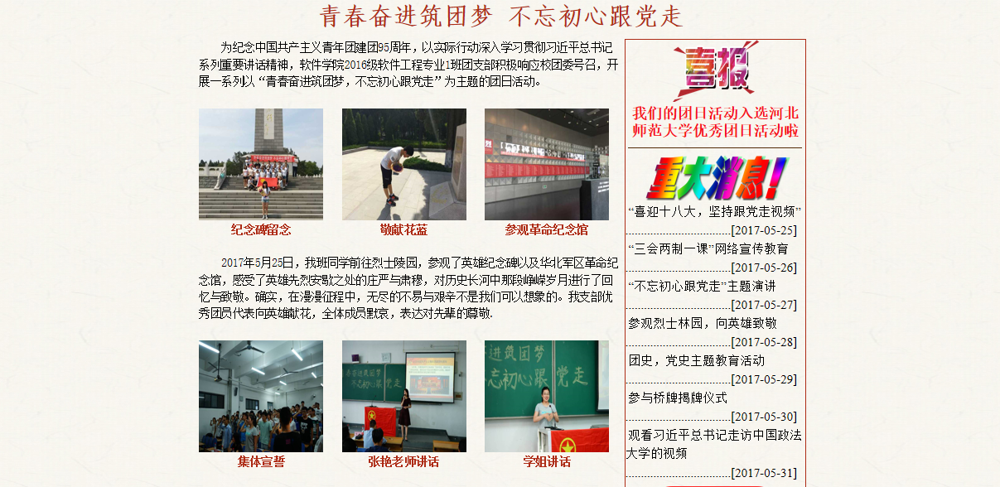 青春奋进筑团梦 不忘初心跟党走
为纪念中国共产主义青年团建团95周年，以实际行动深入学习贯彻习近平总书记
系列重要讲话精神，软件学院2016级软件工程专业1班团支部积极响应校团委号召，开
展一系列以“青春奋进筑团梦，不忘初心跟党走”为主题的团日活动。
纪念碑留念
敬献花蓝
参观革命纪念馆
2017年5月25日，我班同学前往烈士陵园，参观了英雄纪念碑以及华北军区革命纪
念馆，感受了英雄先烈安歇之处的庄严与肃穆，对历史长河中那段峥嵘岁月进行了回
忆与致敬。确实，在漫漫征程中，无尽的不易与艰辛不是我们可以想象的。我支部优
秀团员代表向英雄献花，全体成员默哀，表达对先辈的尊敬.
青春奋进筑团梦
不忘初心跟党走
进筑团梦
忘初心跟党走
集体宣誓
张艳老师讲话
学姐讲话
喜报
我们的团日活动入选河北
师范大学优秀团日活动啦
重大消息！
“喜迎十八大，坚持跟党走视频”
..................................[2017-05-25]
“三会两制一课”网络宣传教育
..................................[2017-05-26]
“不忘初心跟党走”主题演讲
..................................[2017-05-27]
参观烈士林园，向英雄致敬
..................................[2017-05-28]
团史，党史主题教育活动
..................................[2017-05-29]
参与桥牌揭牌仪式
..................................[2017-05-30]
观看习近平总书记走访中国政法
大学的视频
..................................[2017-05-31]